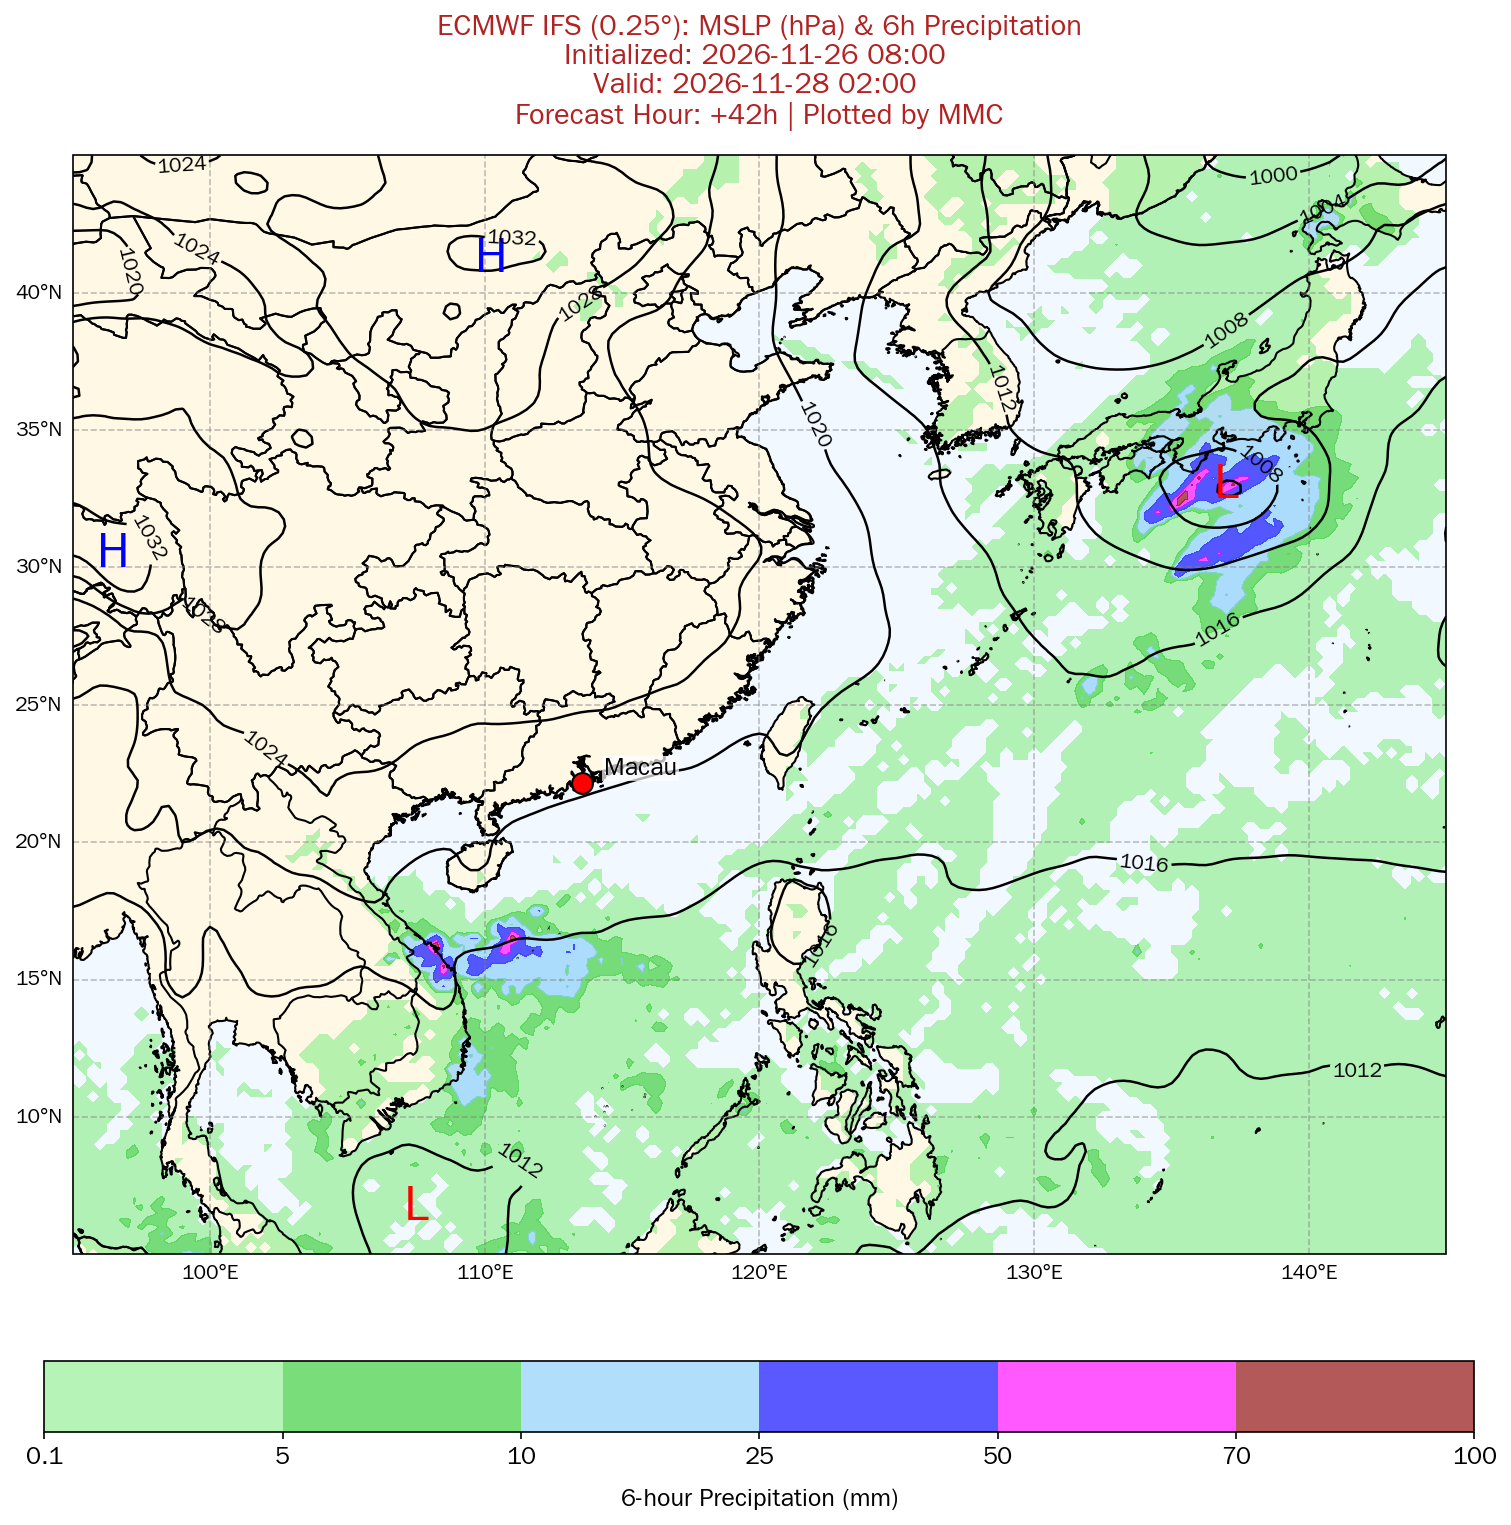 ECMWF IFS (0.25°): MSLP (hPa) & 6h Precipitation
Initialized: 2026-11-26 08:00
Valid: 2026-11-28 02:00
Forecast Hour: +42h | Plotted by MMC
1024
1000
1004
1032
H
1024
1020
40°N
1028
1008
1012
1020
35°N
1008
L
1032
H
30°N
1028
1016
25°N
1024
Macau
20°N
1016
1016
15°N
1012
10°N
1012
L
100°E 110°E 120°E 130°E 140°E
0.1 5 10 25 50 70 100
6-hour Precipitation (mm)